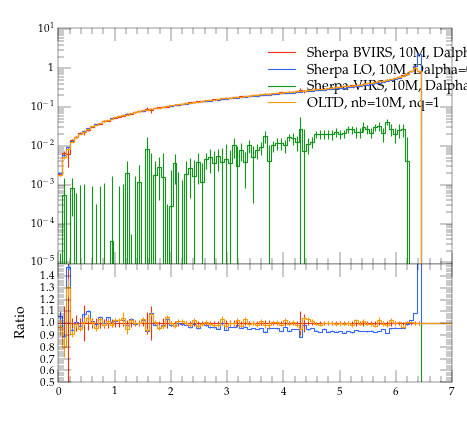 10^1
Sherpa BVIRS, 10M, Dalph
1
Sherpa LO, 10M, Dalpha=
Sherpa VIRS, 10M, Dalpha
10^-1
OLTD, nb=10M, nq=1
10^-2
10^-3
10^-4
10^-5
1.4
1.3
1.2
1.1
1.0
0.9
0.8
0.7
0.6
0.5
Ratio
0 1 2 3 4 5 6 7